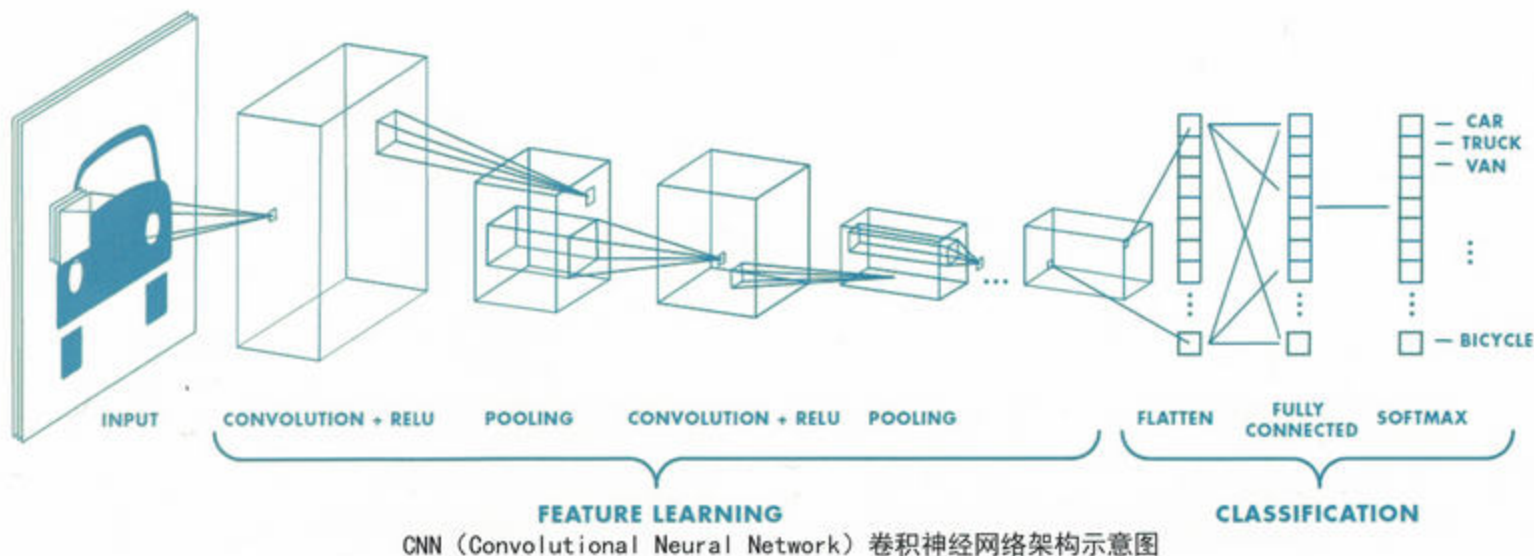 CAR
TRUCK
VAN
BICYCLE
INPUT
CONVOLUTION + RELU
POOLING
CONVOLUTION + RELU
POOLING
FLATTEN
FULLY
CONNECTED
SOFTMAX
FEATURE LEARNING
CLASSIFICATION
CNN（Convolutional Neural Network）卷积神经网络架构示意图